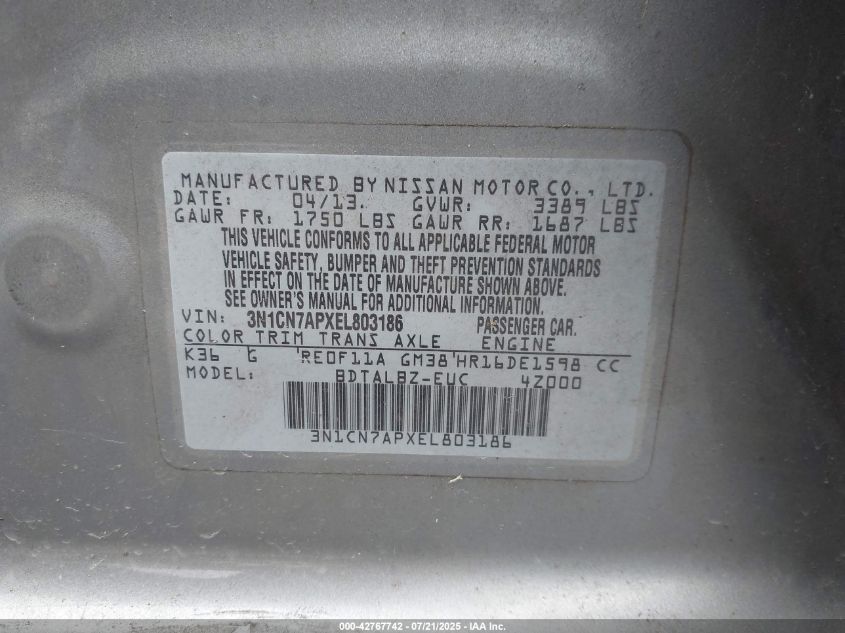 MANUFACTURED BY NISSAN MOTOR CO., LTD.
DATE: 04/13. GVWR: 3389 LBS
GAWR FR: 1750 LBS GAWR RR: 1687 LBS
THIS VEHICLE CONFORMS TO ALL APPLICABLE FEDERAL MOTOR
VEHICLE SAFETY, BUMPER AND THEFT PREVENTION STANDARDS
IN EFFECT ON THE DATE OF MANUFACTURE SHOWN ABOVE.
SEE OWNER'S MANUAL FOR ADDITIONAL INFORMATION.
VIN: 3N1CN7APXEL803186 PASSENGER CAR.
COLOR TRIM TRANS AXLE ENGINE
K36 G 'RE0F11A GM38'HR16DE1598 CC
MODEL: BDTALBZ-EUC 4Z000
3N1CN7APXEL803186
000-42767742 / 07/21/2025 - IAA Inc.